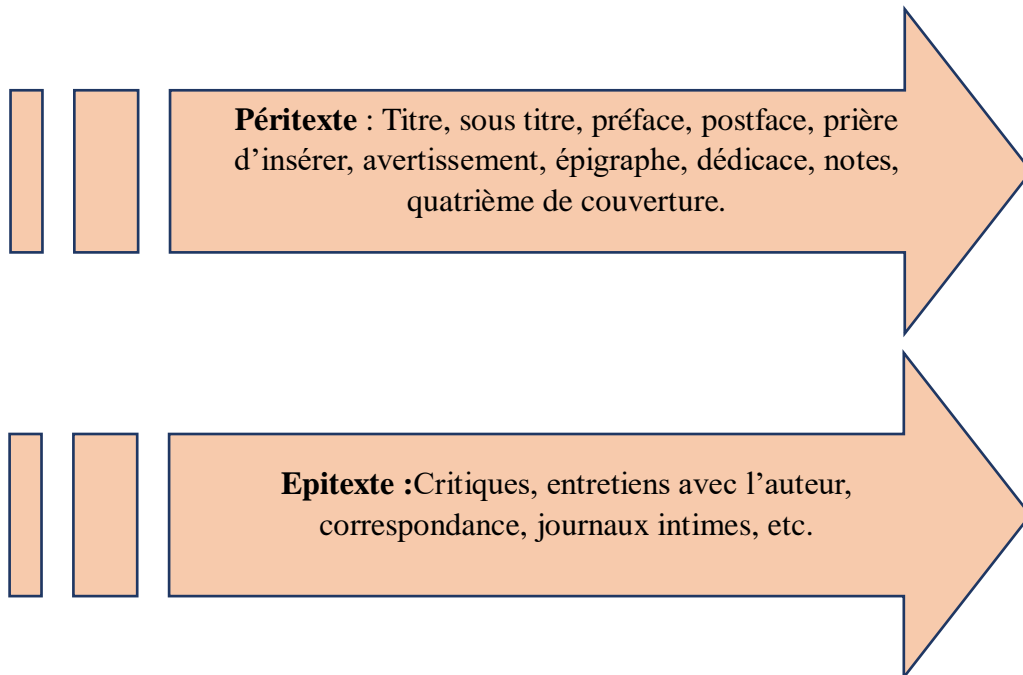 Péritexte : Titre, sous titre, préface, postface, prière
d’insérer, avertissement, épigraphe, dédicace, notes,
quatrième de couverture.
Epitexte :Critiques, entretiens avec l’auteur,
correspondance, journaux intimes, etc.